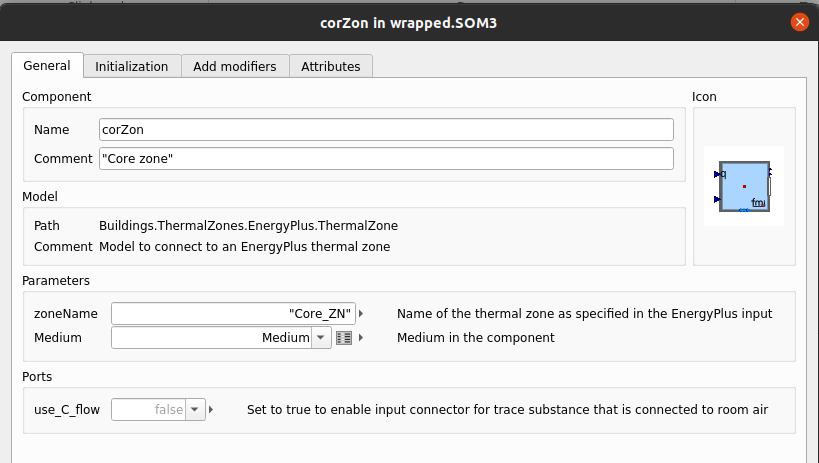 corZon in wrapped.SOM3
General Initialization Add modifiers Attributes
Component
Icon
Name corZon
Comment "Core zone"
q
fmu
Model
Path Buildings.ThermalZones.EnergyPlus.ThermalZone
Comment Model to connect to an EnergyPlus thermal zone
Parameters
zoneName "Core_ZN" Name of the thermal zone as specified in the EnergyPlus input
Medium Medium Medium in the component
Ports
use_C_flow false Set to true to enable input connector for trace substance that is connected to room air